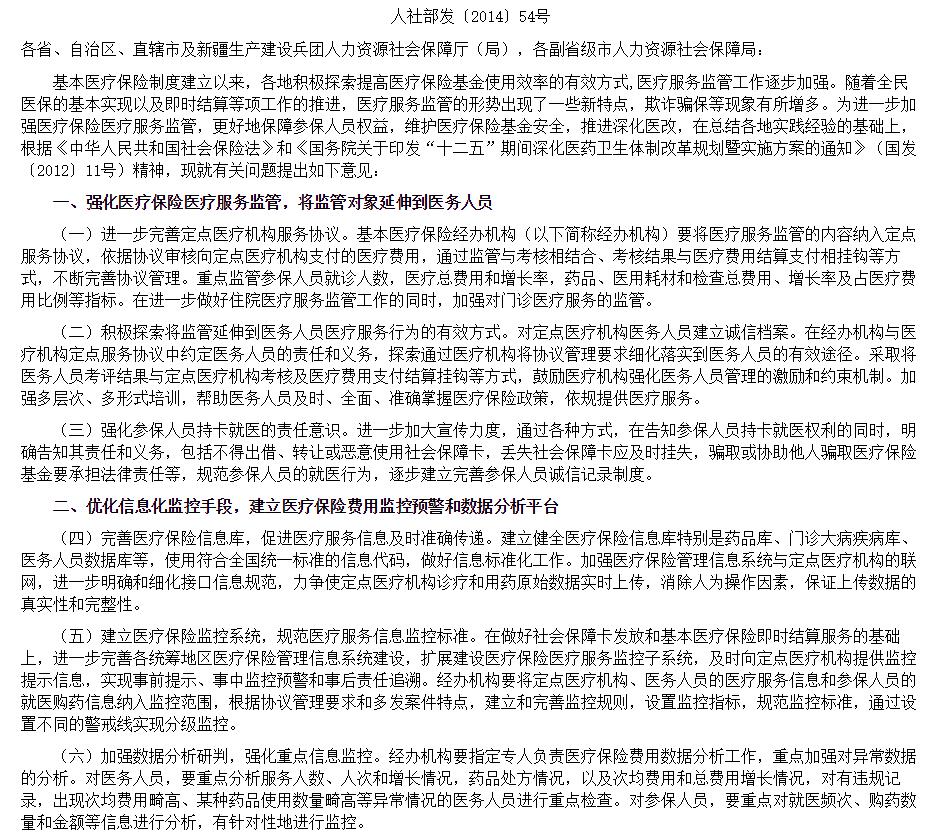 人社部发〔2014〕54号
各省、自治区、直辖市及新疆生产建设兵团人力资源社会保障厅（局），各副省级市人力资源社会保障局：
基本医疗保险制度建立以来，各地积极探索提高医疗保险基金使用效率的有效方式,医疗服务监管工作逐步加强。随着全民
医保的基本实现以及即时结算等项工作的推进，医疗服务监管的形势出现了一些新特点，欺诈骗保等现象有所增多。为进一步加
强医疗保险医疗服务监管，更好地保障参保人员权益，维护医疗保险基金安全，推进深化医改，在总结各地实践经验的基础上，
根据《中华人民共和国社会保险法》和《国务院关于印发“十二五”期间深化医药卫生体制改革规划暨实施方案的通知》（国发
〔2012〕11号）精神，现就有关问题提出如下意见：
一、强化医疗保险医疗服务监管，将监管对象延伸到医务人员
（一）进一步完善定点医疗机构服务协议。基本医疗保险经办机构（以下简称经办机构）要将医疗服务监管的内容纳入定点
服务协议，依据协议审核向定点医疗机构支付的医疗费用，通过监管与考核相结合、考核结果与医疗费用结算支付相挂钩等方
式，不断完善协议管理。重点监管参保人员就诊人数，医疗总费用和增长率，药品、医用耗材和检查总费用、增长率及占医疗费
用比例等指标。在进一步做好住院医疗服务监管工作的同时，加强对门诊医疗服务的监管。
（二）积极探索将监管延伸到医务人员医疗服务行为的有效方式。对定点医疗机构医务人员建立诚信档案。在经办机构与医
疗机构定点服务协议中约定医务人员的责任和义务，探索通过医疗机构将协议管理要求细化落实到医务人员的有效途径。采取将
医务人员考评结果与定点医疗机构考核及医疗费用支付结算挂钩等方式，鼓励医疗机构强化医务人员管理的激励和约束机制。加
强多层次、多形式培训，帮助医务人员及时、全面、准确掌握医疗保险政策，依规提供医疗服务。
（三）强化参保人员持卡就医的责任意识。进一步加大宣传力度，通过各种方式，在告知参保人员持卡就医权利的同时，明
确告知其责任和义务，包括不得出借、转让或恶意使用社会保障卡，丢失社会保障卡应及时挂失，骗取或协助他人骗取医疗保险
基金要承担法律责任等，规范参保人员的就医行为，逐步建立完善参保人员诚信记录制度。
二、优化信息化监控手段，建立医疗保险费用监控预警和数据分析平台
（四）完善医疗保险信息库，促进医疗服务信息及时准确传递。建立健全医疗保险信息库特别是药品库、门诊大病疾病库、
医务人员数据库等，使用符合全国统一标准的信息代码，做好信息标准化工作。加强医疗保险管理信息系统与定点医疗机构的联
网，进一步明确和细化接口信息规范，力争使定点医疗机构诊疗和用药原始数据实时上传，消除人为操作因素，保证上传数据的
真实性和完整性。
（五）建立医疗保险监控系统，规范医疗服务信息监控标准。在做好社会保障卡发放和基本医疗保险即时结算服务的基础
上，进一步完善各统筹地区医疗保险管理信息系统建设，扩展建设医疗保险医疗服务监控子系统，及时向定点医疗机构提供监控
提示信息，实现事前提示、事中监控预警和事后责任追溯。经办机构要将定点医疗机构、医务人员的医疗服务信息和参保人员的
就医购药信息纳入监控范围，根据协议管理要求和多发案件特点，建立和完善监控规则，设置监控指标，规范监控标准，通过设
置不同的警戒线实现分级监控。
（六）加强数据分析研判，强化重点信息监控。经办机构要指定专人负责医疗保险费用数据分析工作，重点加强对异常数据
的分析。对医务人员，要重点分析服务人数、人次和增长情况，药品处方情况，以及次均费用和总费用增长情况，对有违规记
录，出现次均费用畸高、某种药品使用数量畸高等异常情况的医务人员进行重点检查。对参保人员，要重点对就医频次、购药数
量和金额等信息进行分析，有针对性地进行监控。